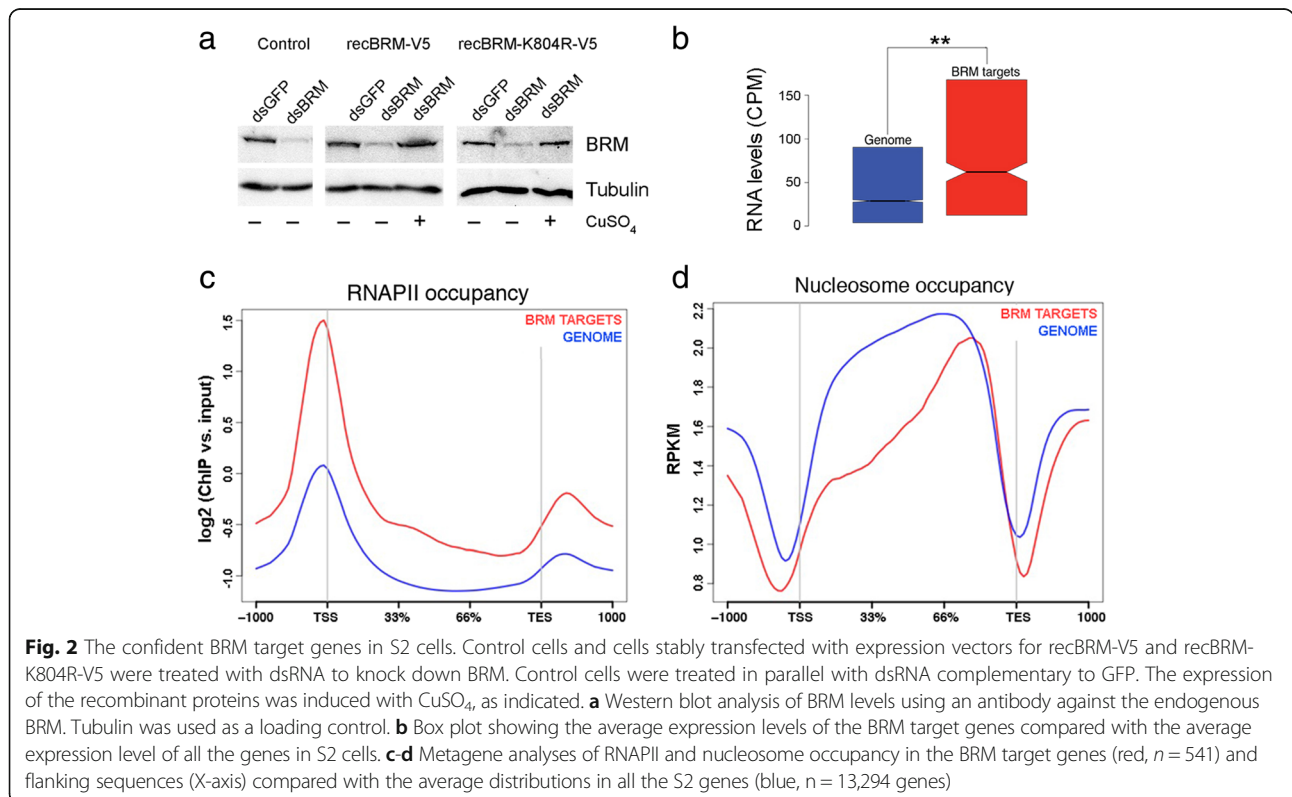 a
Control recBRM-V5 recBRM-K804R-V5
dsGFP dsBRM dsGFP dsBRM dsBRM dsGFP dsBRM dsBRM
BRM
Tubulin
− − − − + − − + CuSO₄
b
**
BRM targets
Genome
RNA levels (CPM)
150
100
50
0
c
RNAPII occupancy
BRM TARGETS
GENOME
log2 (ChIP vs. input)
1.5
1.0
0.5
0.0
-0.5
-1.0
−1000 TSS 33% 66% TES 1000
d
Nucleosome occupancy
BRM TARGETS
GENOME
RPKM
2.2
2.0
1.8
1.6
1.4
1.2
1.0
0.8
−1000 TSS 33% 66% TES 1000
Fig. 2 The confident BRM target genes in S2 cells. Control cells and cells stably transfected with expression vectors for recBRM-V5 and recBRM-
K804R-V5 were treated with dsRNA to knock down BRM. Control cells were treated in parallel with dsRNA complementary to GFP. The expression
of the recombinant proteins was induced with CuSO₄, as indicated. a Western blot analysis of BRM levels using an antibody against the endogenous
BRM. Tubulin was used as a loading control. b Box plot showing the average expression levels of the BRM target genes compared with the average
expression level of all the genes in S2 cells. c-d Metagene analyses of RNAPII and nucleosome occupancy in the BRM target genes (red, n = 541) and
flanking sequences (X-axis) compared with the average distributions in all the S2 genes (blue, n = 13,294 genes)